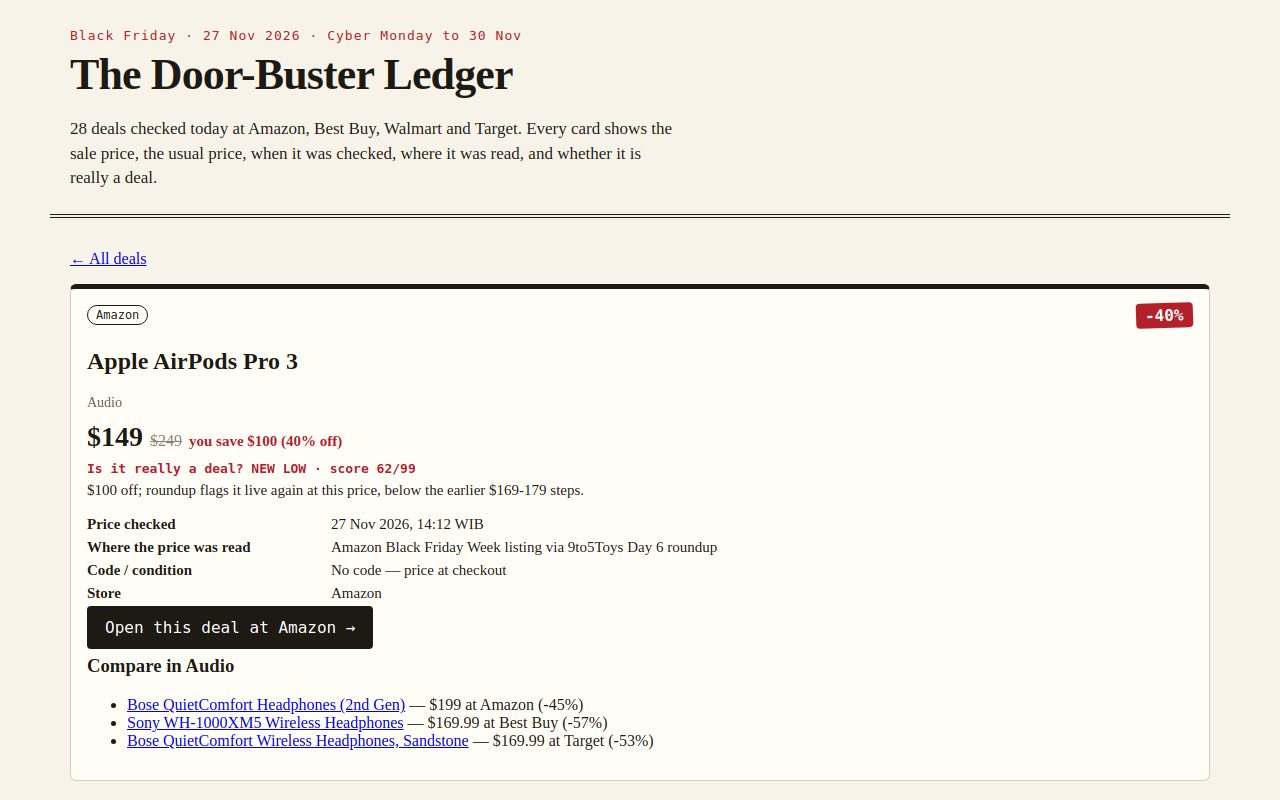 Black Friday · 27 Nov 2026 · Cyber Monday to 30 Nov
The Door-Buster Ledger
28 deals checked today at Amazon, Best Buy, Walmart and Target. Every card shows the
sale price, the usual price, when it was checked, where it was read, and whether it is
really a deal.
← All deals
Amazon
-40%
Apple AirPods Pro 3
Audio
$149 $249 you save $100 (40% off)
Is it really a deal? NEW LOW · score 62/99
$100 off; roundup flags it live again at this price, below the earlier $169-179 steps.
Price checked 27 Nov 2026, 14:12 WIB
Where the price was read Amazon Black Friday Week listing via 9to5Toys Day 6 roundup
Code / condition No code — price at checkout
Store Amazon
Open this deal at Amazon →
Compare in Audio
• Bose QuietComfort Headphones (2nd Gen) — $199 at Amazon (-45%)
• Sony WH-1000XM5 Wireless Headphones — $169.99 at Best Buy (-57%)
• Bose QuietComfort Wireless Headphones, Sandstone — $169.99 at Target (-53%)